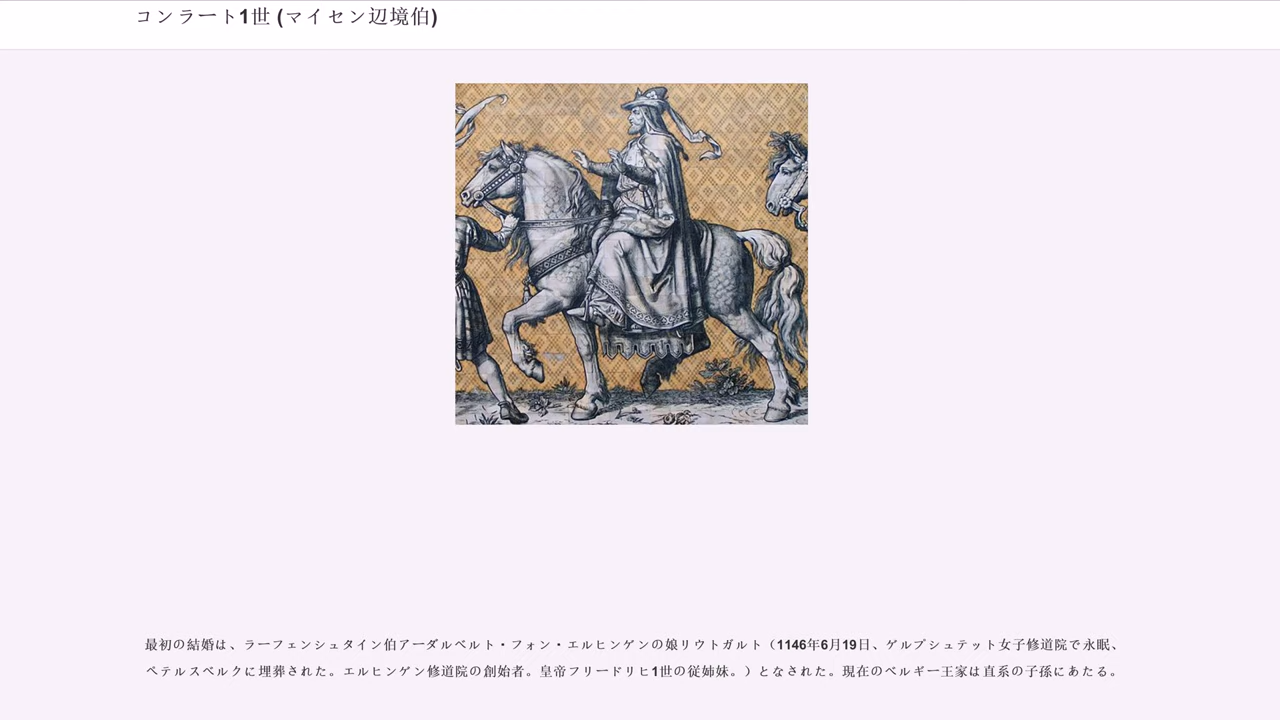 コンラート1世 (マイセン辺境伯)
最初の結婚は、ラーフェンシュタイン伯アーダルベルト・フォン・エルヒンゲンの娘リウトガルト（1146年6月19日、ゲルプシュテット女子修道院で永眠、
ペテルスベルクに埋葬された。エルヒンゲン修道院の創始者。皇帝フリードリヒ1世の従姉妹。）となされた。現在のベルギー王家は直系の子孫にあたる。